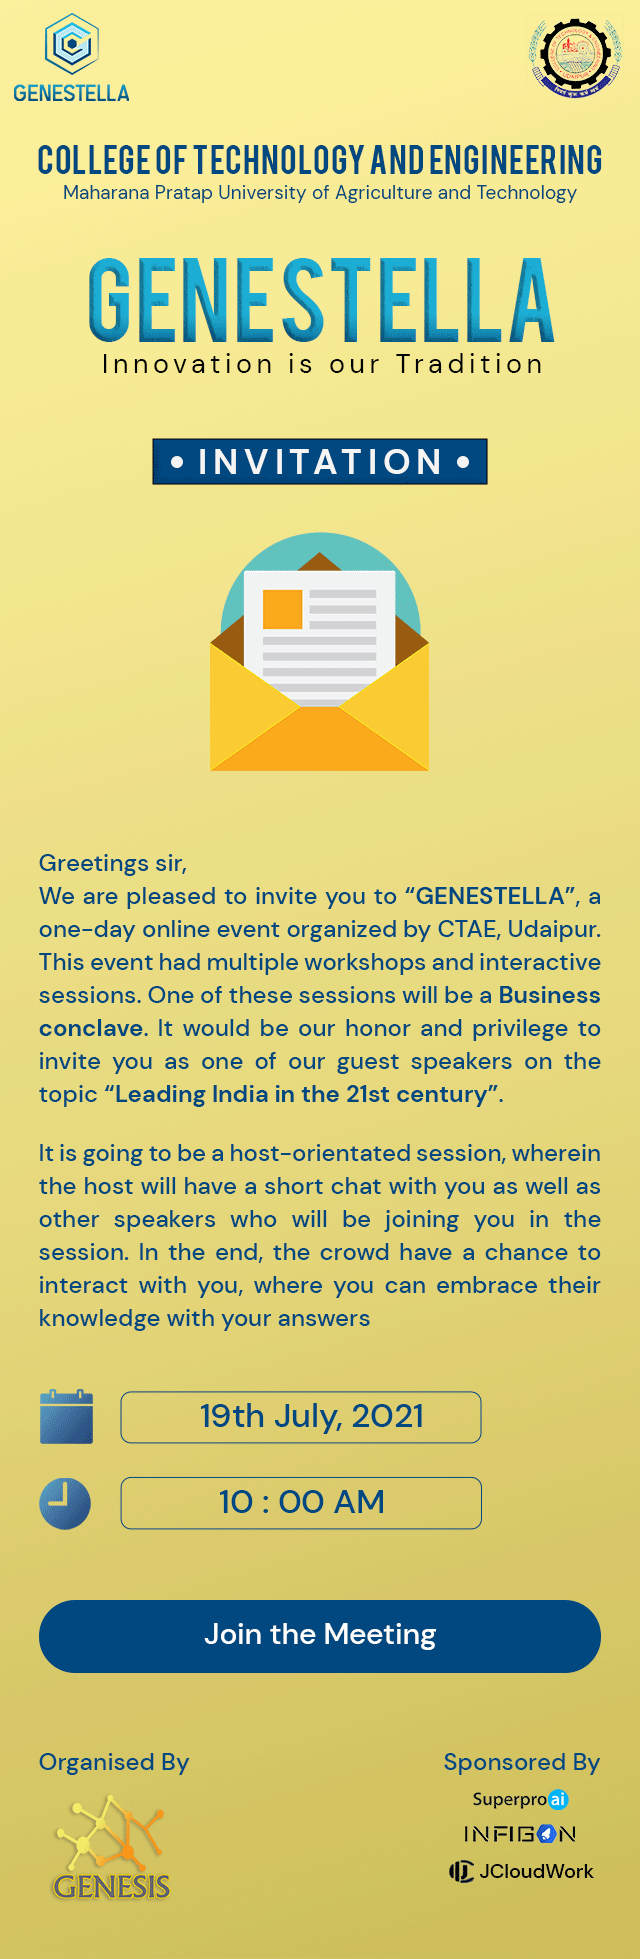 GENESTELLA
UDAIPUR
COLLEGE OF TECHNOLOGY AND ENGINEERING
Maharana Pratap University of Agriculture and Technology
GENESTELLA
Innovation is our Tradition
• INVITATION •
Greetings sir,
We are pleased to invite you to “GENESTELLA”, a
one-day online event organized by CTAE, Udaipur.
This event had multiple workshops and interactive
sessions. One of these sessions will be a Business
conclave. It would be our honor and privilege to
invite you as one of our guest speakers on the
topic “Leading India in the 21st century”.
It is going to be a host-orientated session, wherein
the host will have a short chat with you as well as
other speakers who will be joining you in the
session. In the end, the crowd have a chance to
interact with you, where you can embrace their
knowledge with your answers
19th July, 2021
10 : 00 AM
Join the Meeting
Organised By
GENESIS
Sponsored By
Superpro ai
INFIGON
JCloudWork